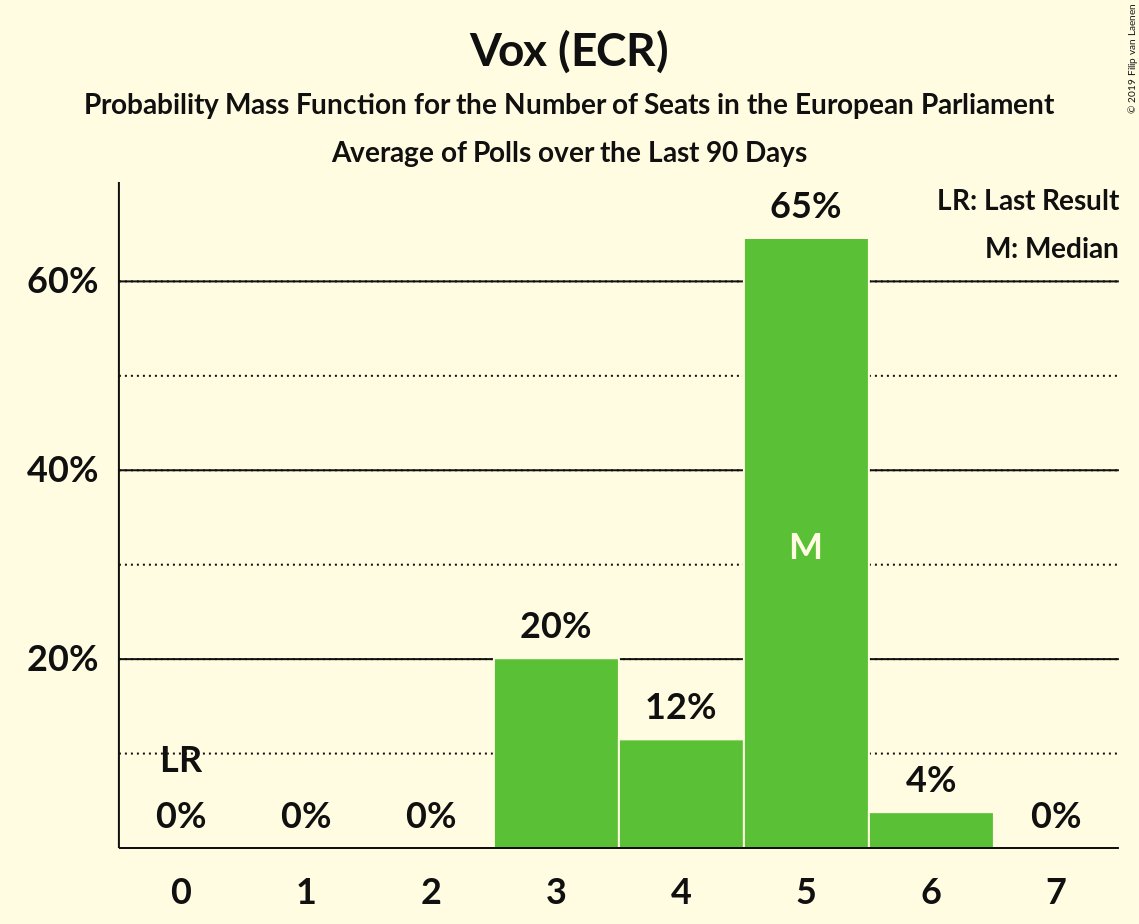 Vox (ECR)
Probability Mass Function for the Number of Seats in the European Parliament
Average of Polls over the Last 90 Days
© 2019 Filip van Laenen
LR: Last Result
M: Median
65%
60%
40%
M
20%
20%
12%
LR
4%
0%
0%
0%
0%
0
1
2
3
4
5
6
7